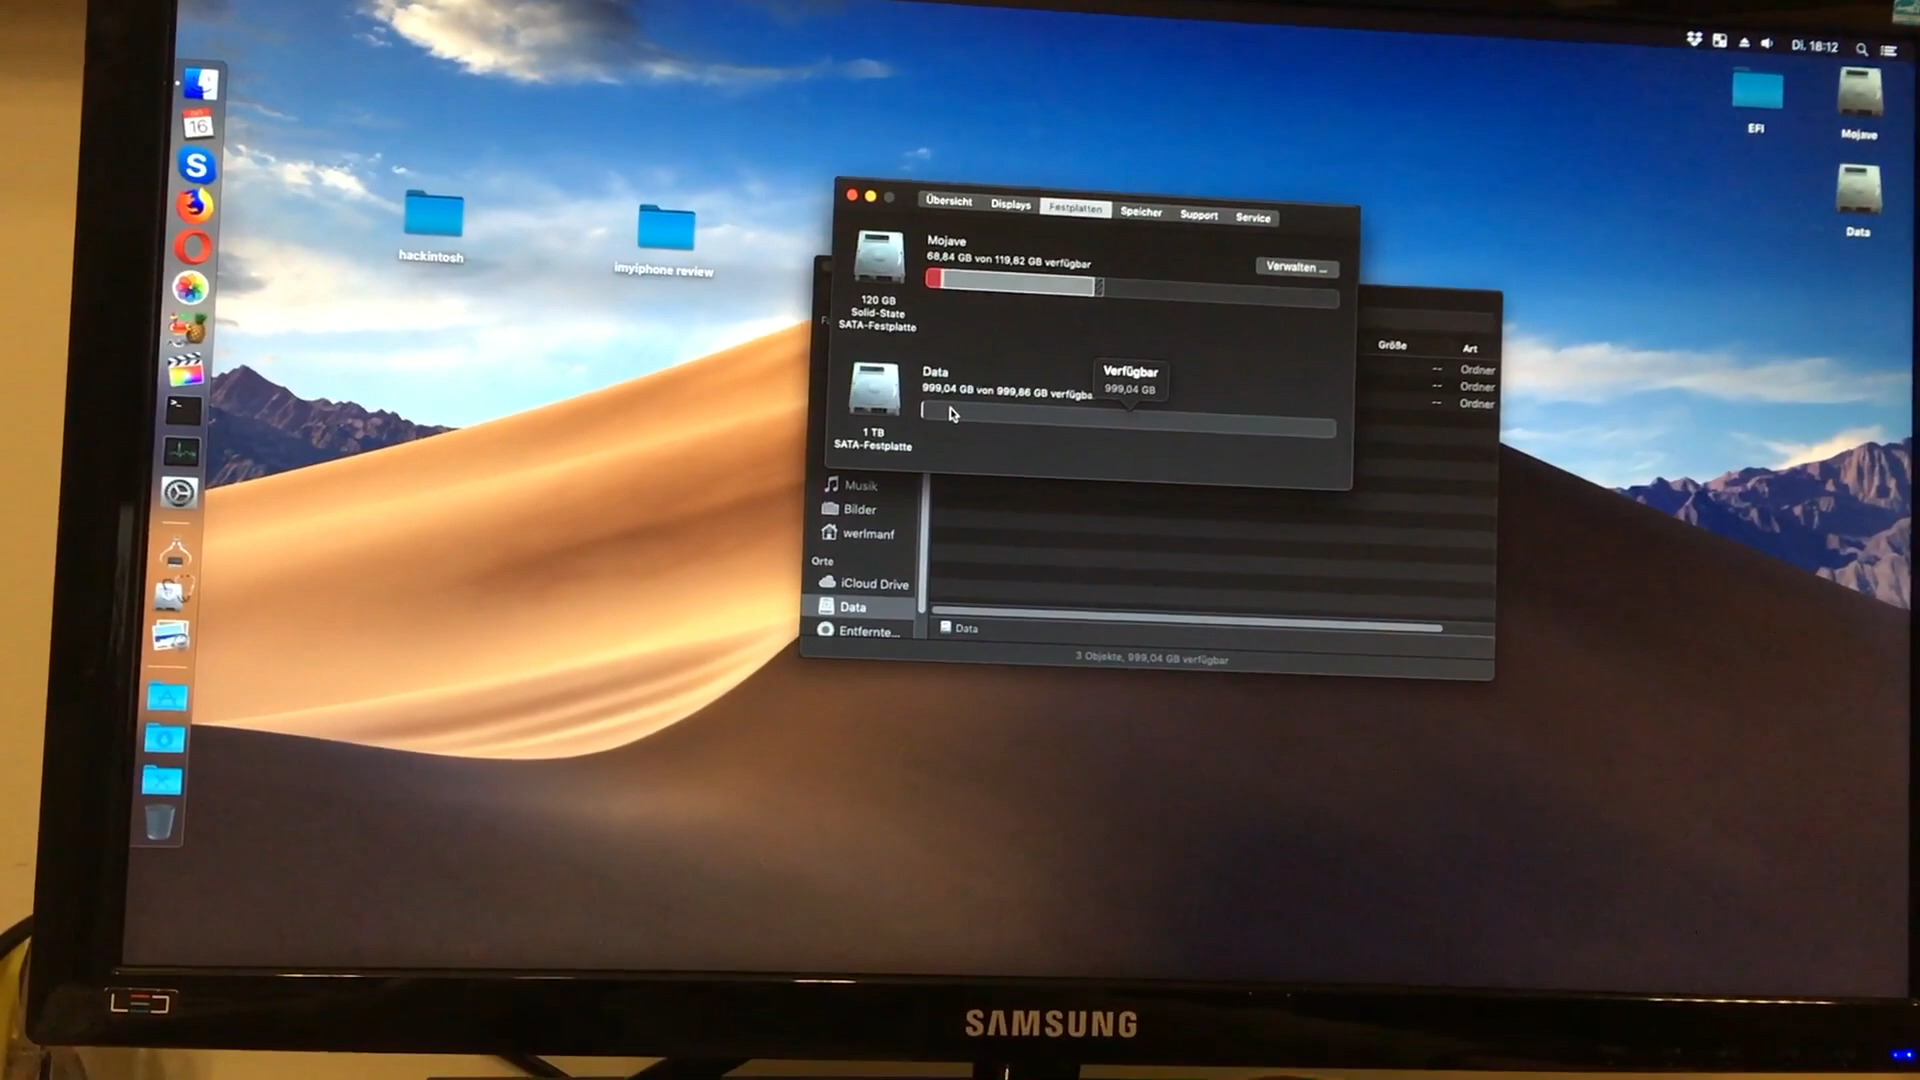 Di. 18:12
16
hackintosh
imyiphone review
EFI
Mojave
Data
Übersicht
Displays
Festplatten
Speicher
Support
Service
Mojave
68,84 GB von 119,82 GB verfügbar
Verwalten ...
120 GB
Solid-State
SATA-Festplatte
Data
999,04 GB von 999,86 GB verfügba
Verfügbar
999,04 GB
1 TB
SATA-Festplatte
Größe
Art
-- Ordner
-- Ordner
-- Ordner
Musik
Bilder
werlmanf
Orte
iCloud Drive
Data
Entfernte...
Data
3 Objekte, 999,04 GB verfügbar
LED
SAMSUNG